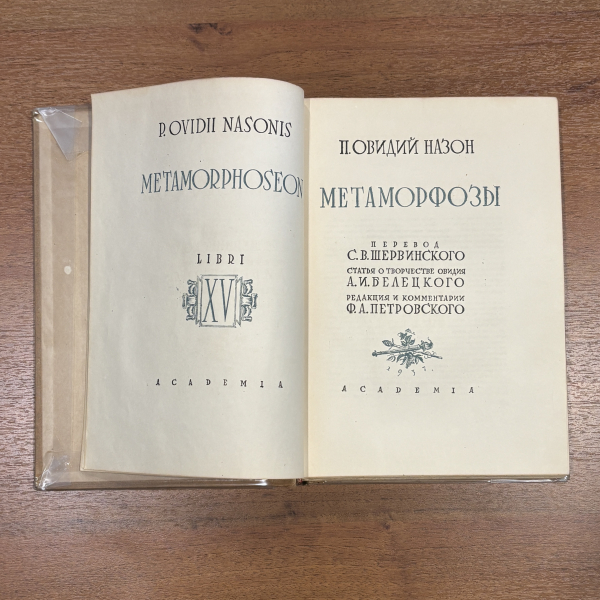 P. OVIDII NASONIS
METAMORPHOSEON
LIBRI
XV
ACADEMIA
П. ОВИДИЙ НАЗОН
МЕТАМОРФОЗЫ
ПЕРЕВОД
С. В. ШЕРВИНСКОГО
СТАТЬЯ О ТВОРЧЕСТВЕ ОВИДИЯ
А. И. БЕЛЕЦКОГО
РЕДАКЦИЯ И КОММЕНТАРИИ
Ф. А. ПЕТРОВСКОГО
1937.
ACADEMIA